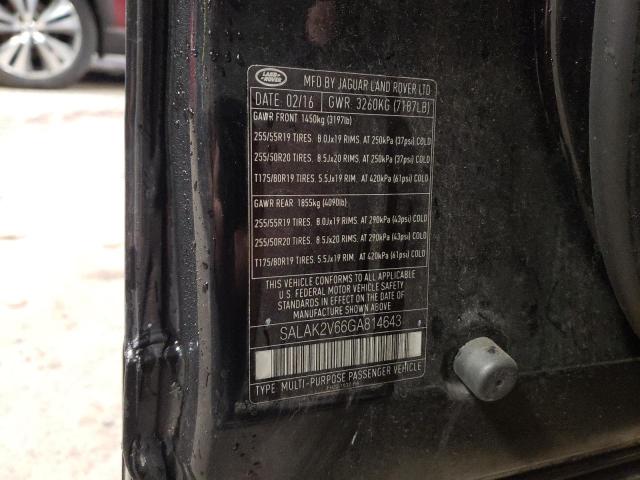 LAND ROVER
MFD BY JAGUAR LAND ROVER LTD
DATE 02/16 GWR 3260KG (7187LB)
GAWR FRONT 1450kg (3197lb)
255/55R19 TIRES. 8.0Jx19 RIMS. AT 250kPa (37psi) COLD
255/50R20 TIRES. 8.5Jx20 RIMS. AT 250kPa (37psi) COLD
T175/80R19 TIRES. 5.5Jx19 RIM. AT 420kPa (61psi) COLD
GAWR REAR 1855kg (4090lb)
255/55R19 TIRES. 8.0Jx19 RIMS. AT 290kPa (43psi) COLD
255/50R20 TIRES. 8.5Jx20 RIMS. AT 290kPa (43psi) COLD
T175/80R19 TIRES. 5.5Jx19 RIM. AT 420kPa (61psi) COLD
THIS VEHICLE CONFORMS TO ALL APPLICABLE
U.S. FEDERAL MOTOR VEHICLE SAFETY
STANDARDS IN EFFECT ON THE DATE OF
MANUFACTURE SHOWN ABOVE
SALAK2V66GA814643
TYPE: MULTI-PURPOSE PASSENGER VEHICLE